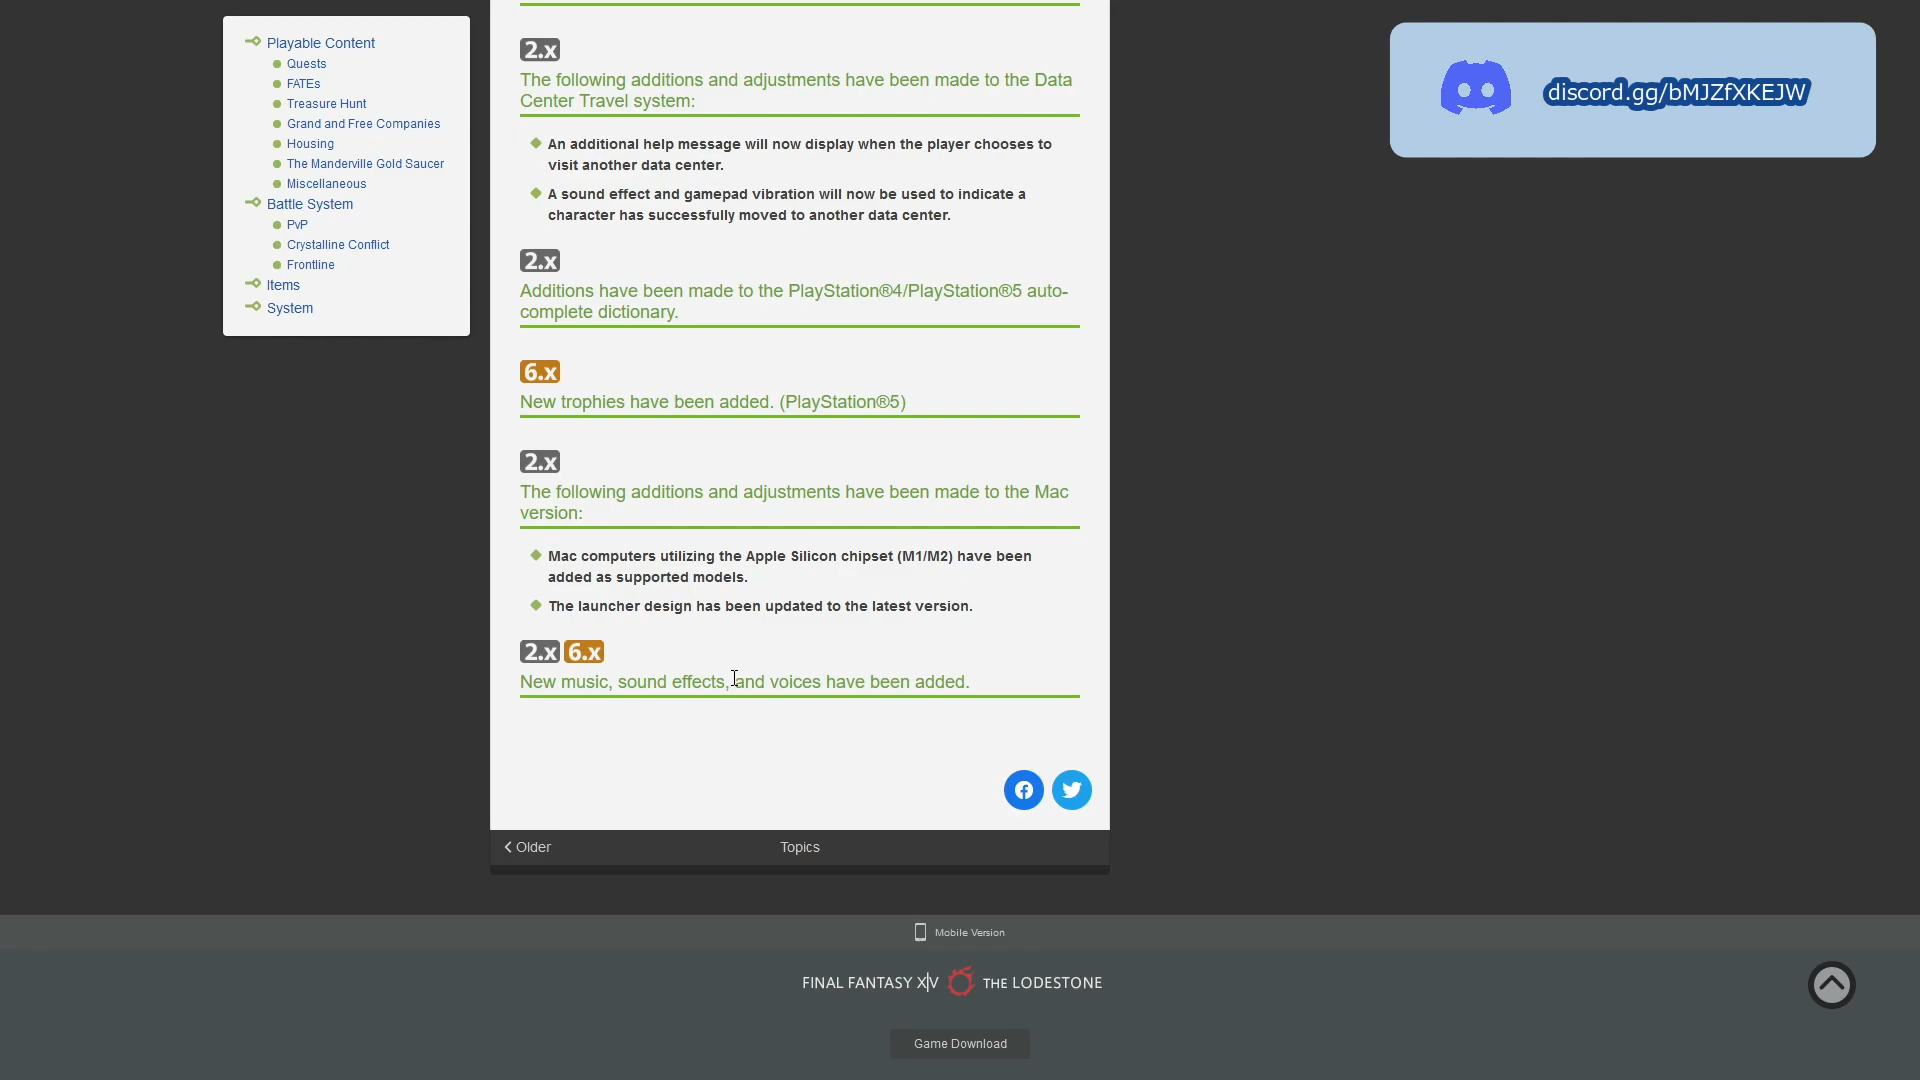 Playable Content
Quests
FATEs
Treasure Hunt
Grand and Free Companies
Housing
The Manderville Gold Saucer
Miscellaneous
Battle System
PvP
Crystalline Conflict
Frontline
Items
System
2.x
The following additions and adjustments have been made to the Data
Center Travel system:
An additional help message will now display when the player chooses to
visit another data center.
A sound effect and gamepad vibration will now be used to indicate a
character has successfully moved to another data center.
2.x
Additions have been made to the PlayStation®4/PlayStation®5 auto-
complete dictionary.
6.x
New trophies have been added. (PlayStation®5)
2.x
The following additions and adjustments have been made to the Mac
version:
Mac computers utilizing the Apple Silicon chipset (M1/M2) have been
added as supported models.
The launcher design has been updated to the latest version.
2.x 6.x
New music, sound effects, and voices have been added.
Older
Topics
Mobile Version
FINAL FANTASY XIV THE LODESTONE
Game Download
discord.gg/bMJZfXKEJW